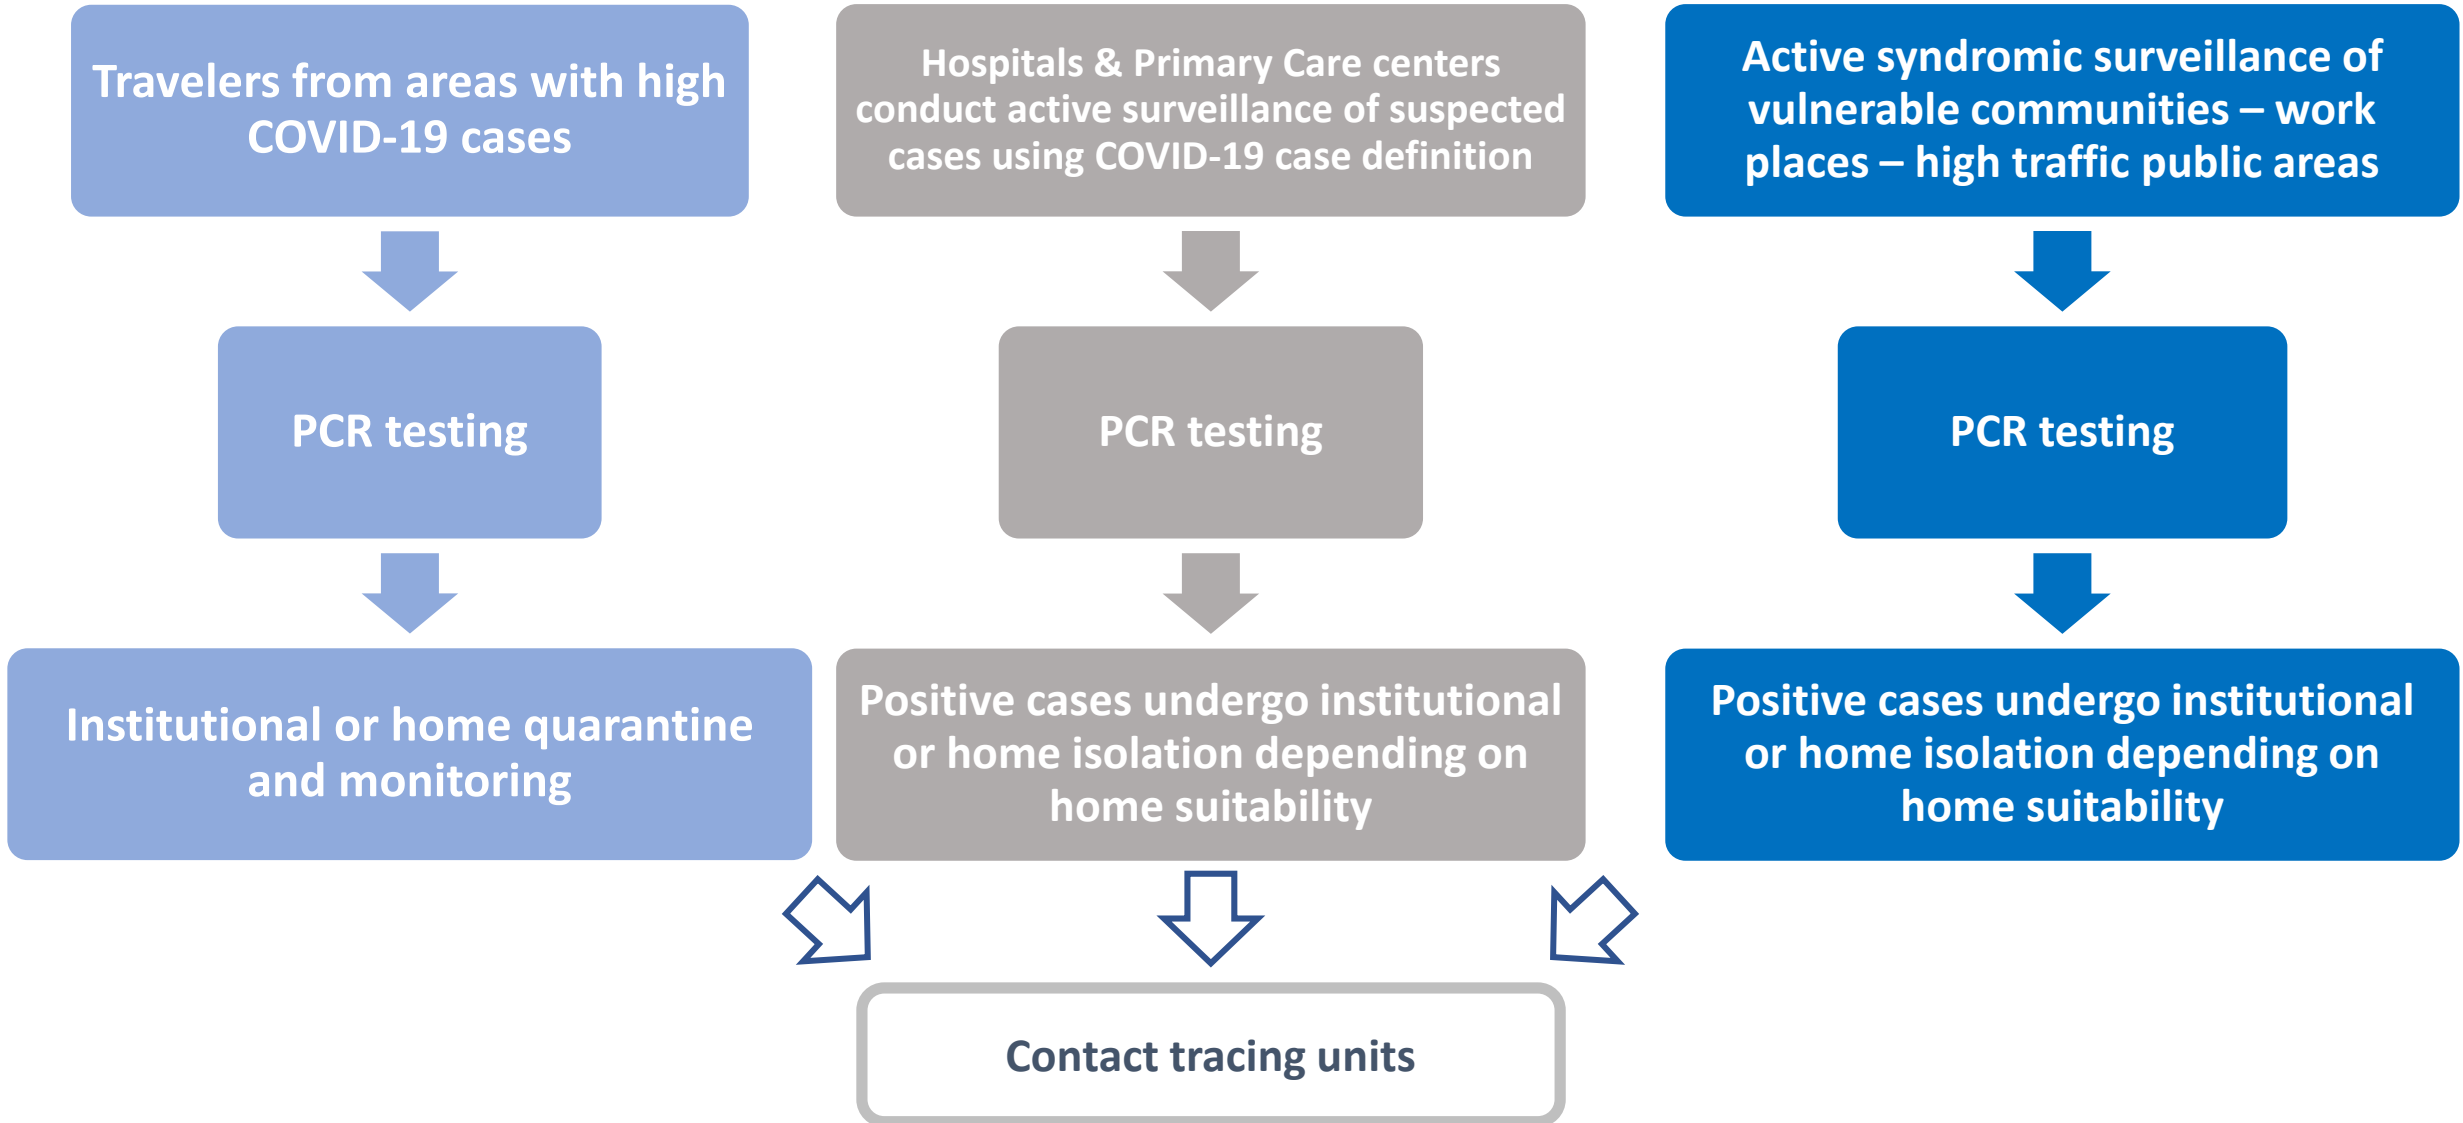 Travelers from areas with high
COVID-19 cases
Hospitals & Primary Care centers
conduct active surveillance of suspected
cases using COVID-19 case definition
Active syndromic surveillance of
vulnerable communities – work
places – high traffic public areas
PCR testing
PCR testing
PCR testing
Institutional or home quarantine
and monitoring
Positive cases undergo institutional
or home isolation depending on
home suitability
Positive cases undergo institutional
or home isolation depending on
home suitability
Contact tracing units